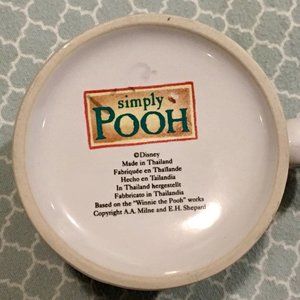 simply
POOH
©Disney
Made in Thailand
Fabriquée en Thaïlande
Hecho en Tailandia
In Thailand hergestellt
Fabbricato in Thailandia
Based on the "Winnie the Pooh" works
Copyright A.A. Milne and E.H. Shepard